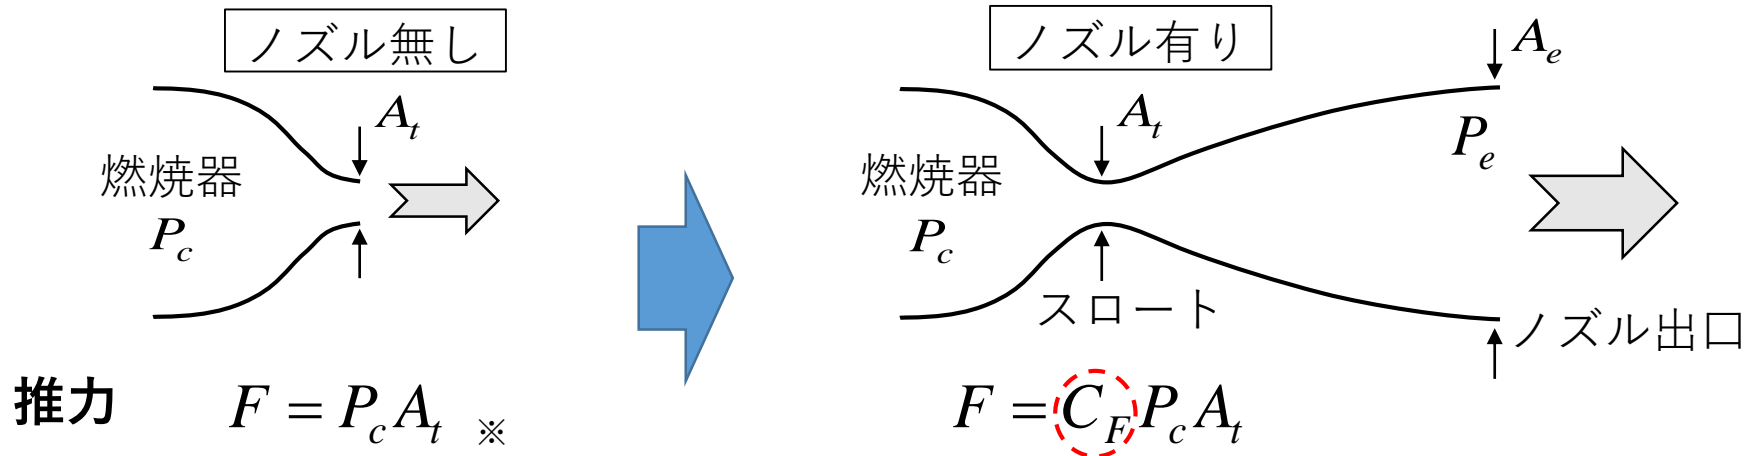 ノズル無し
A_t
燃焼器
P_c
推力 F = P_c A_t ※
ノズル有り
A_e
A_t
P_e
燃焼器
P_c
スロート
ノズル出口
F = C_F P_c A_t